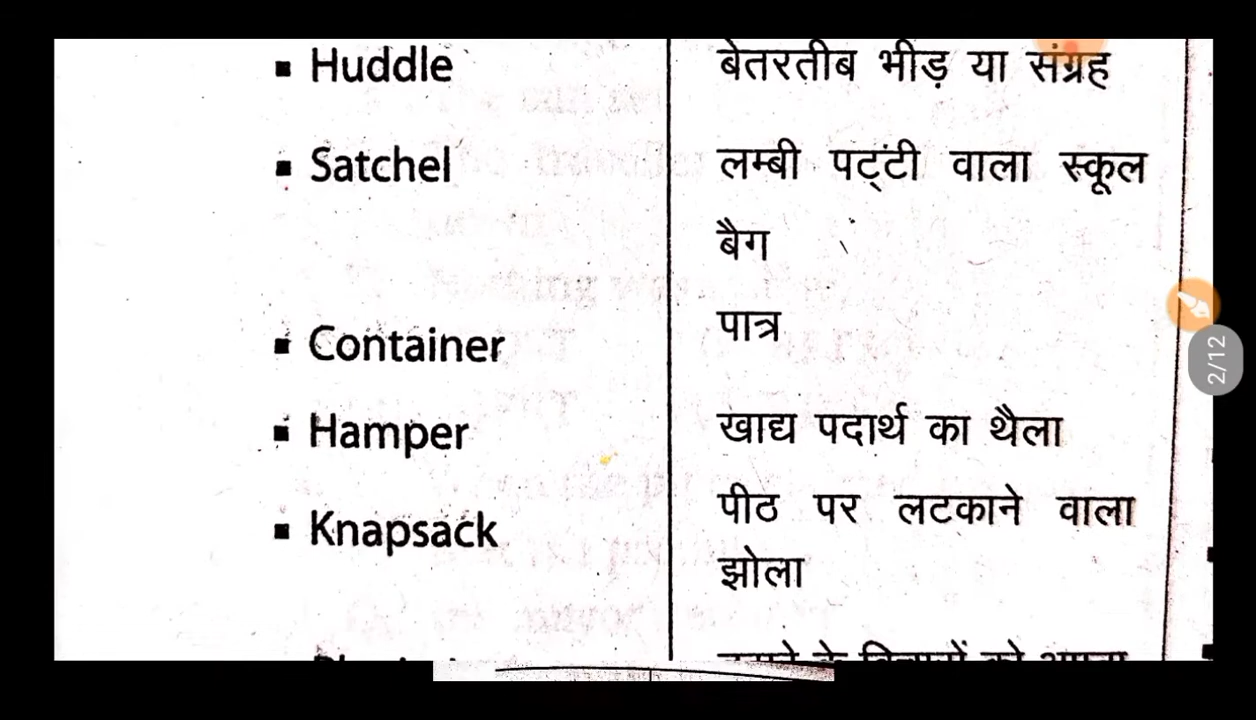 ▪ Huddle बेतरतीब भीड़ या संग्रह
▪ Satchel लम्बी पट्टी वाला स्कूल
बैग
▪ Container पात्र
▪ Hamper खाद्य पदार्थ का थैला
▪ Knapsack पीठ पर लटकाने वाला
झोला
2/12